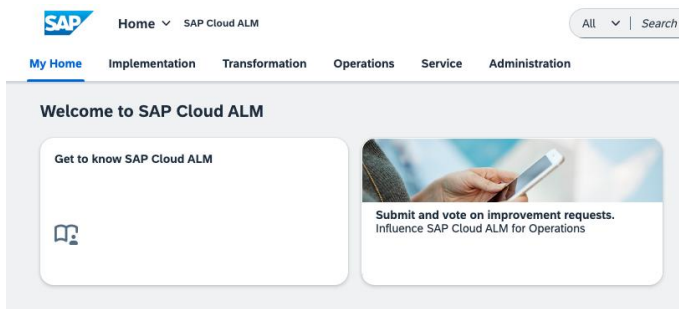 SAP
Home SAP Cloud ALM
All | Search
My Home Implementation Transformation Operations Service Administration
Welcome to SAP Cloud ALM
Get to know SAP Cloud ALM
Submit and vote on improvement requests.
Influence SAP Cloud ALM for Operations